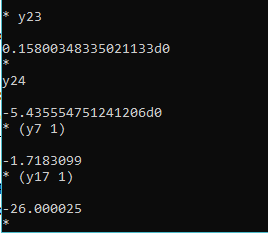 * y23
0.15800348335021133d0
*
y24
-5.435554751241206d0
* (y7 1)
-1.7183099
* (y17 1)
-26.000025
*